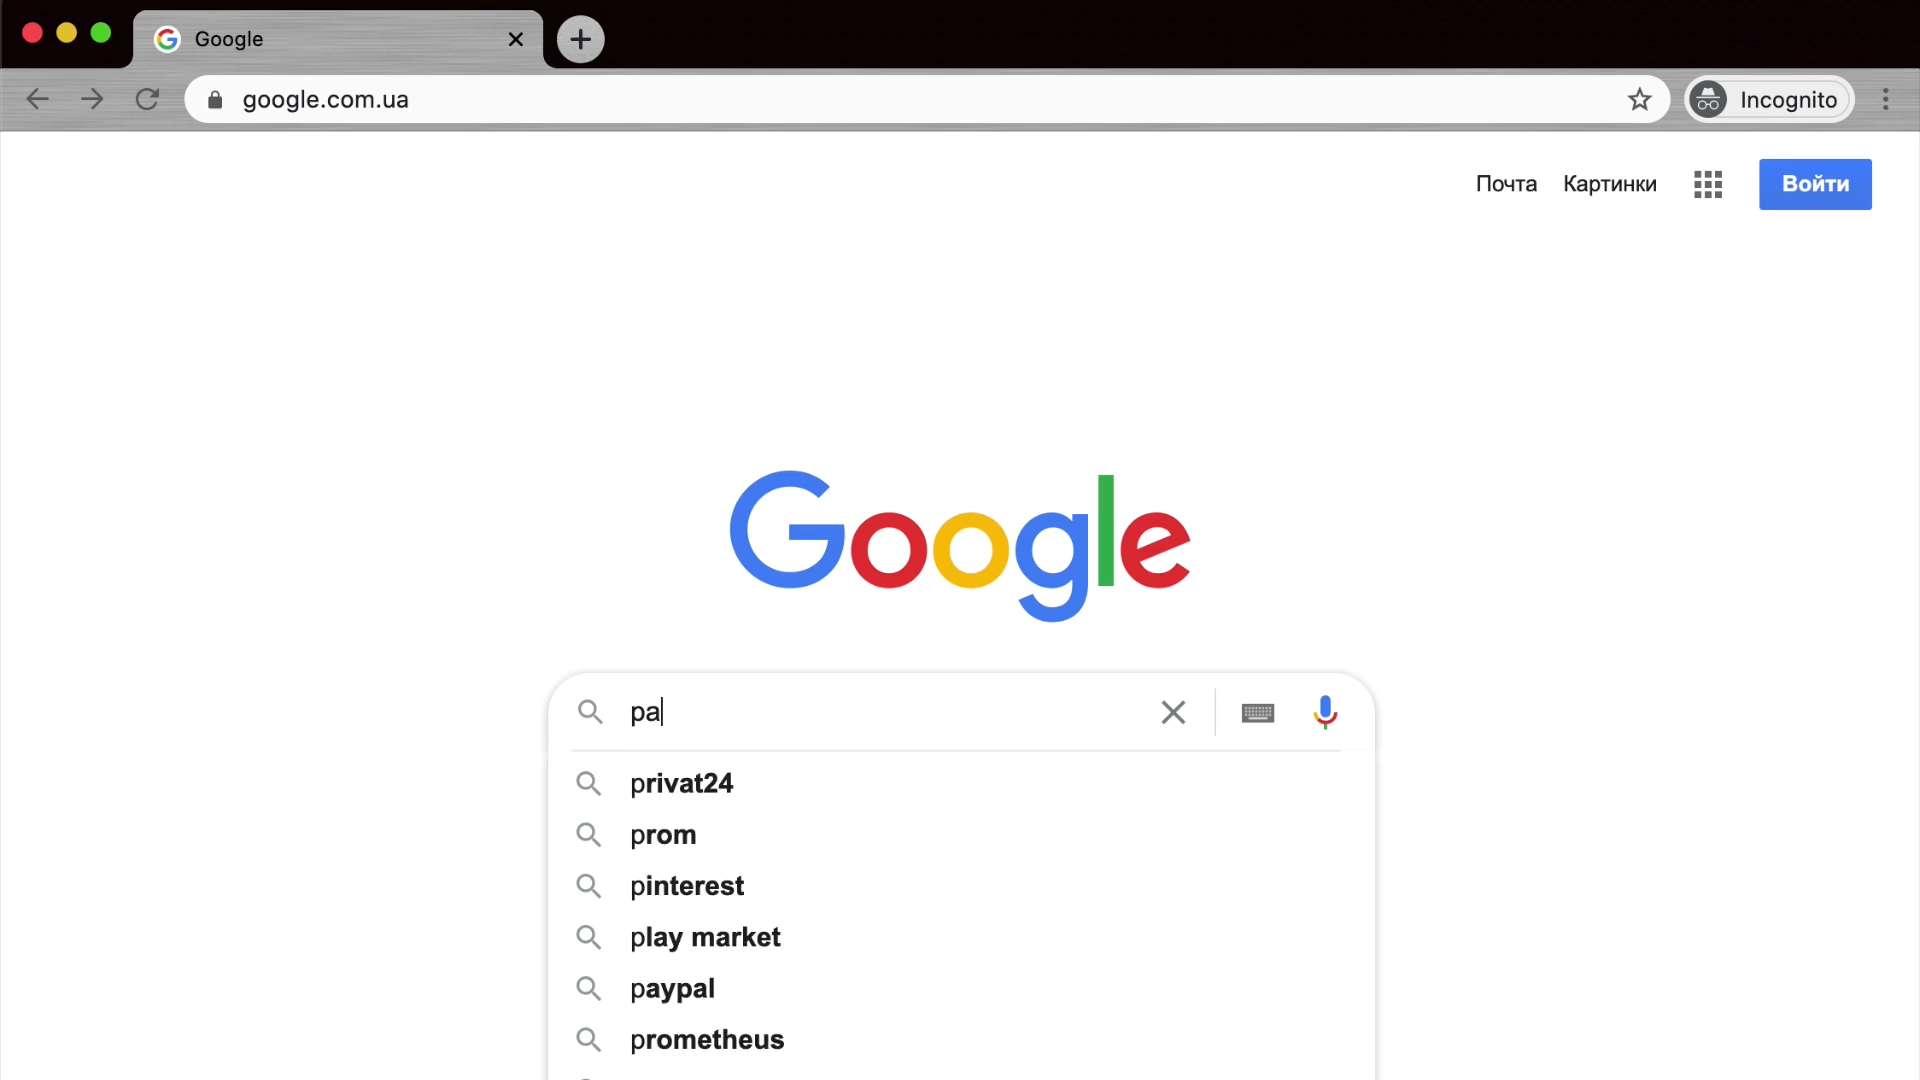 Google
google.com.ua
Incognito
Почта Картинки Войти
Google
pa
privat24
prom
pinterest
play market
paypal
prometheus